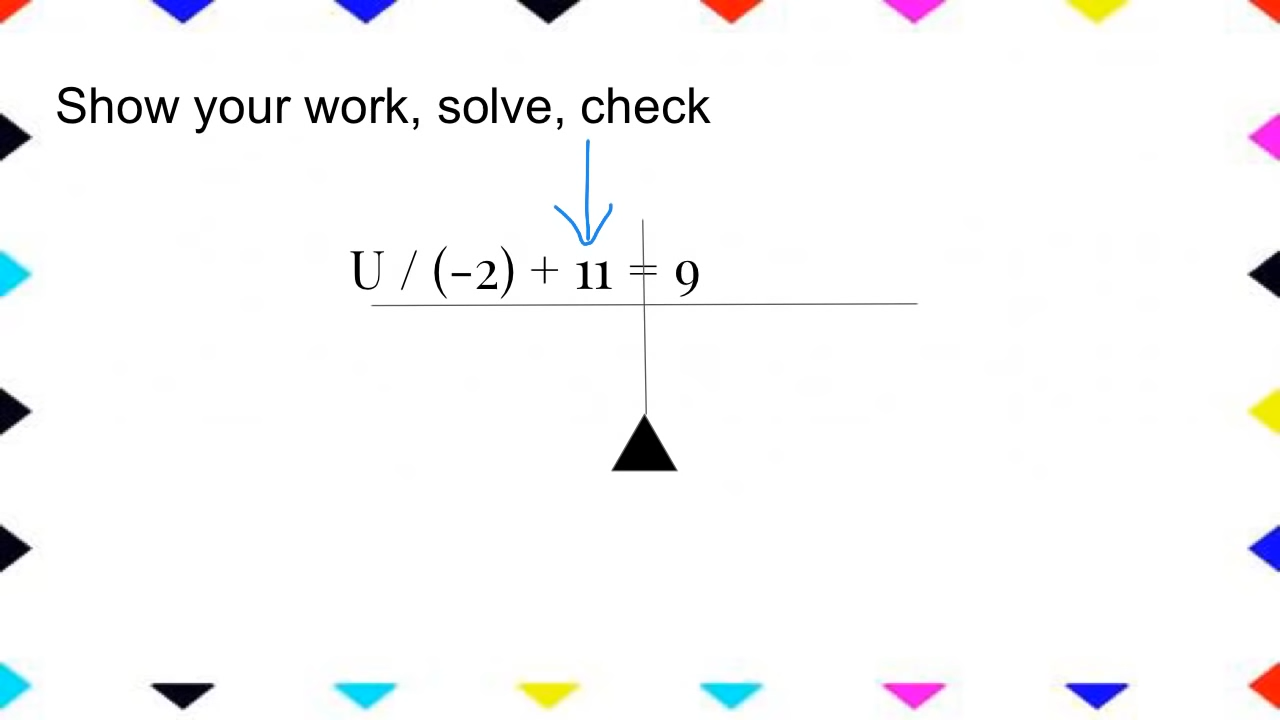 Show your work, solve, check
U / (-2) + 11 = 9